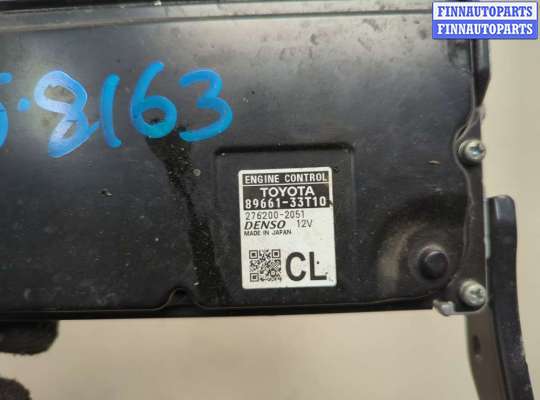 FINNAUTOPARTS
FINNAUTOPARTS
8163
ENGINE CONTROL
TOYOTA
89661-33T10
276200-2051
DENSO 12V
MADE IN JAPAN
CL